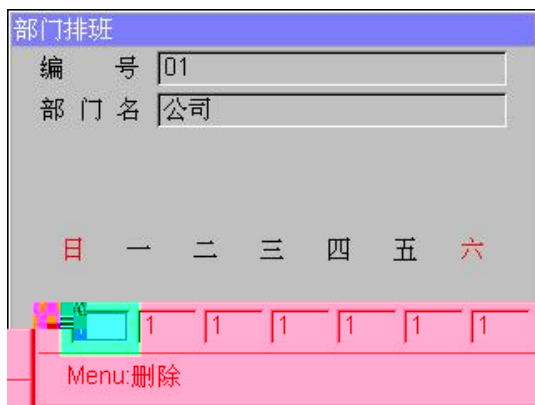 部门排班
编 号 01
部门名 公司
日 一 二 三 四 五 六
1 1 1 1 1 1
Menu:删除